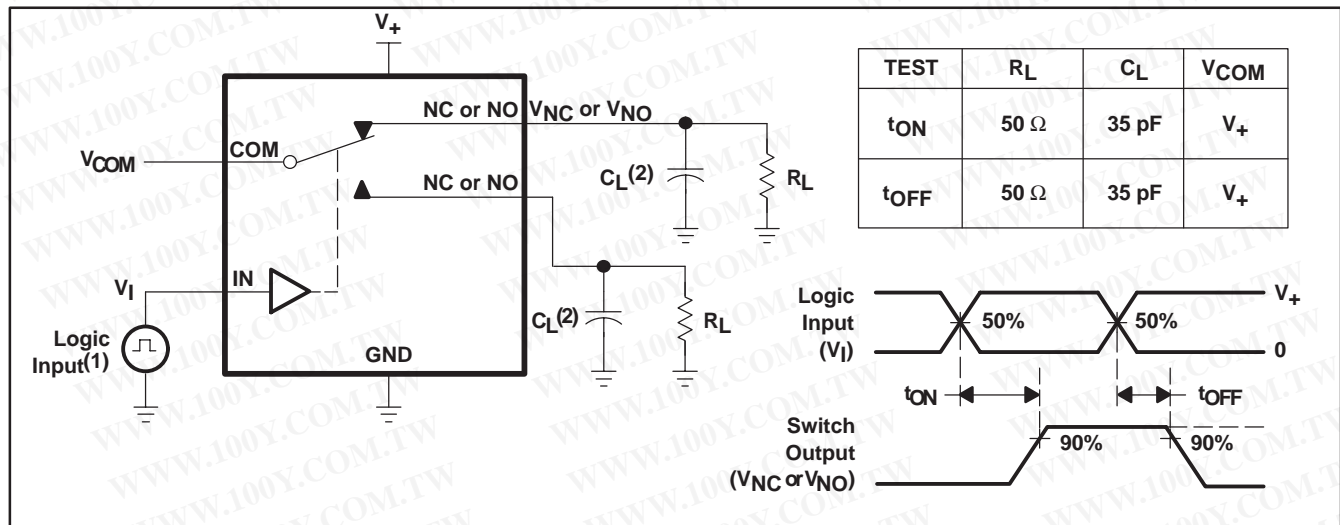 V+
NC or NO VNC or VNO
COM
VCOM
NC or NO
CL(2)
RL
VI
IN
CL(2)
RL
Logic
Input(1)
GND
TEST RL CL VCOM
tON 50 Ω 35 pF V+
tOFF 50 Ω 35 pF V+
Logic
Input
(VI)
50%
50%
V+
0
tON
tOFF
Switch
Output
(VNC or VNO)
90%
90%
WWW.100Y.COM.TW